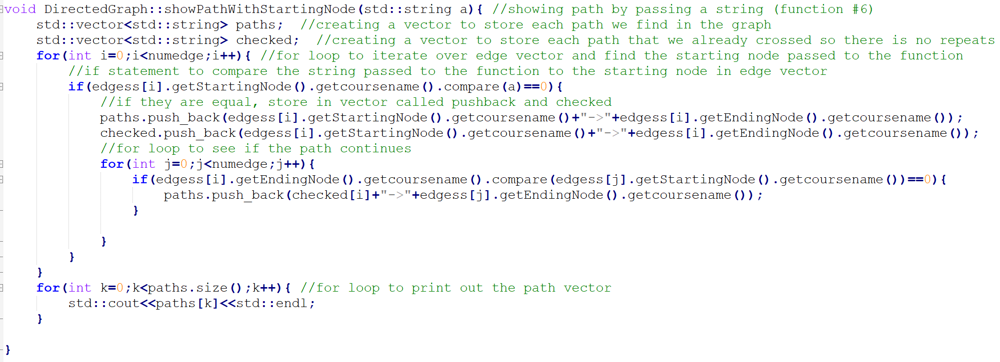 void DirectedGraph::showPathWithStartingNode(std::string a){ //showing path by passing a string (function #6)
    std::vector<std::string> paths;  //creating a vector to store each path we find in the graph
    std::vector<std::string> checked;  //creating a vector to store each path that we already crossed so there is no repeats
    for(int i=0;i<numedge;i++){ //for loop to iterate over edge vector and find the starting node passed to the function
        //if statement to compare the string passed to the function to the starting node in edge vector
        if(edgess[i].getStartingNode().getcoursename().compare(a)==0){
            //if they are equal, store in vector called pushback and checked
            paths.push_back(edgess[i].getStartingNode().getcoursename()+"->"+edgess[i].getEndingNode().getcoursename());
            checked.push_back(edgess[i].getStartingNode().getcoursename()+"->"+edgess[i].getEndingNode().getcoursename());
            //for loop to see if the path continues
            for(int j=0;j<numedge;j++){
                if(edgess[i].getEndingNode().getcoursename().compare(edgess[j].getStartingNode().getcoursename())==0){
                    paths.push_back(checked[i]+"->"+edgess[j].getEndingNode().getcoursename());
                }
            }
        }
    }
    for(int k=0;k<paths.size();k++){ //for loop to print out the path vector
        std::cout<<paths[k]<<std::endl;
    }
}